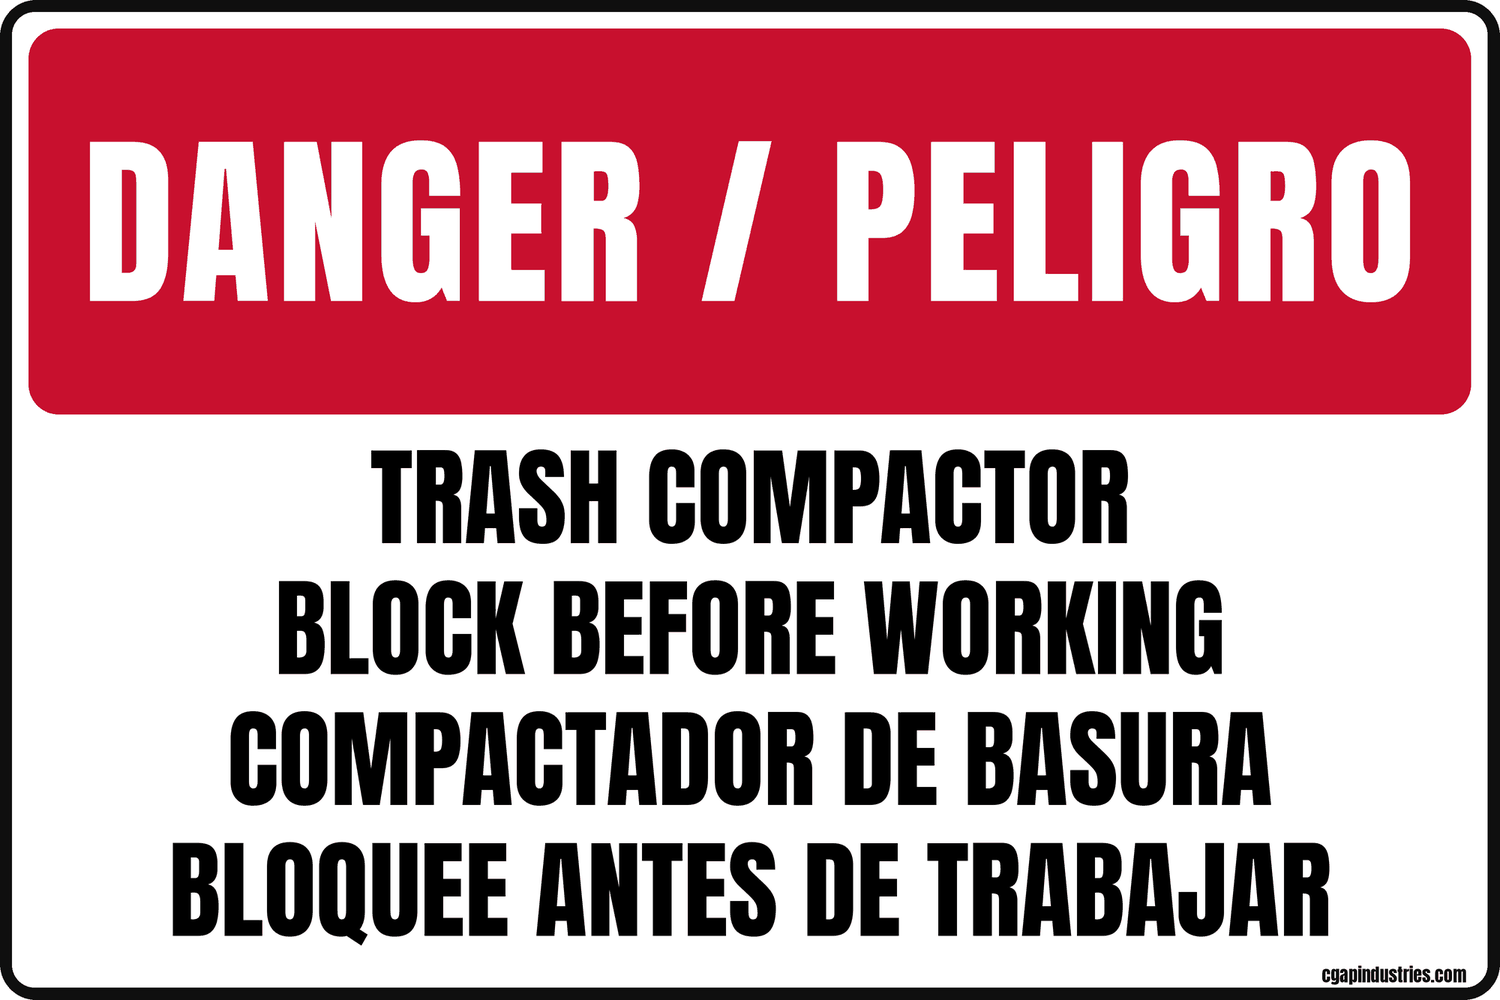 DANGER / PELIGRO
TRASH COMPACTOR
BLOCK BEFORE WORKING
COMPACTADOR DE BASURA
BLOQUEE ANTES DE TRABAJAR
cgapindustries.com